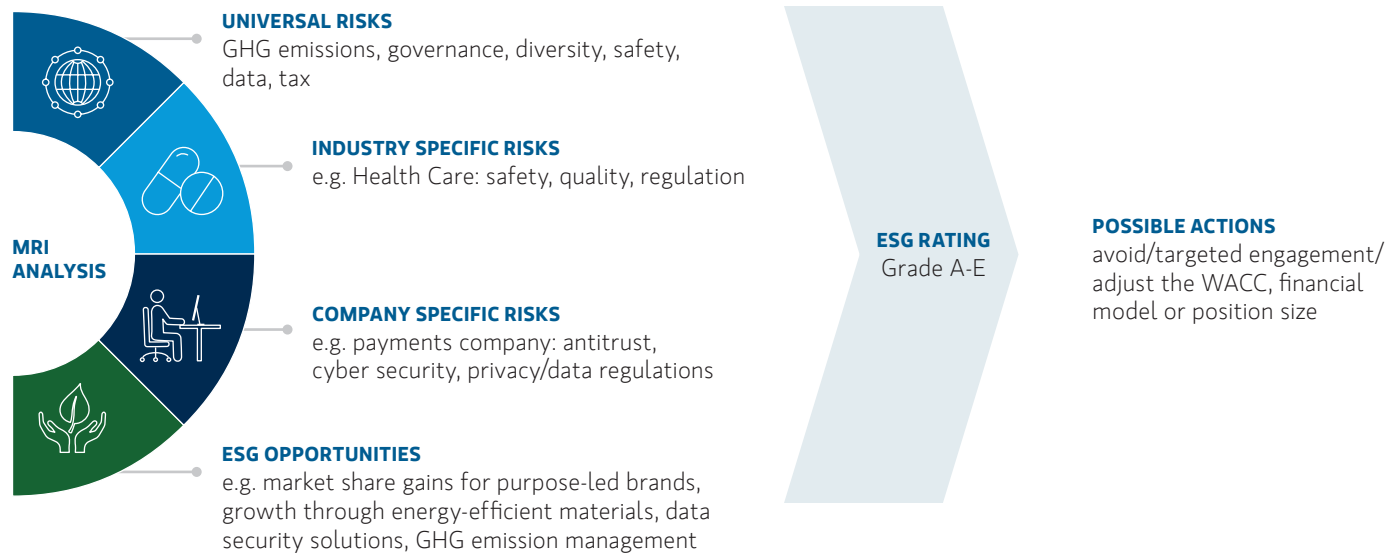 UNIVERSAL RISKS
GHG emissions, governance, diversity, safety,
data, tax
INDUSTRY SPECIFIC RISKS
e.g. Health Care: safety, quality, regulation
MRI
ANALYSIS
COMPANY SPECIFIC RISKS
e.g. payments company: antitrust,
cyber security, privacy/data regulations
ESG OPPORTUNITIES
e.g. market share gains for purpose-led brands,
growth through energy-efficient materials, data
security solutions, GHG emission management
ESG RATING
Grade A-E
POSSIBLE ACTIONS
avoid/targeted engagement/
adjust the WACC, financial
model or position size